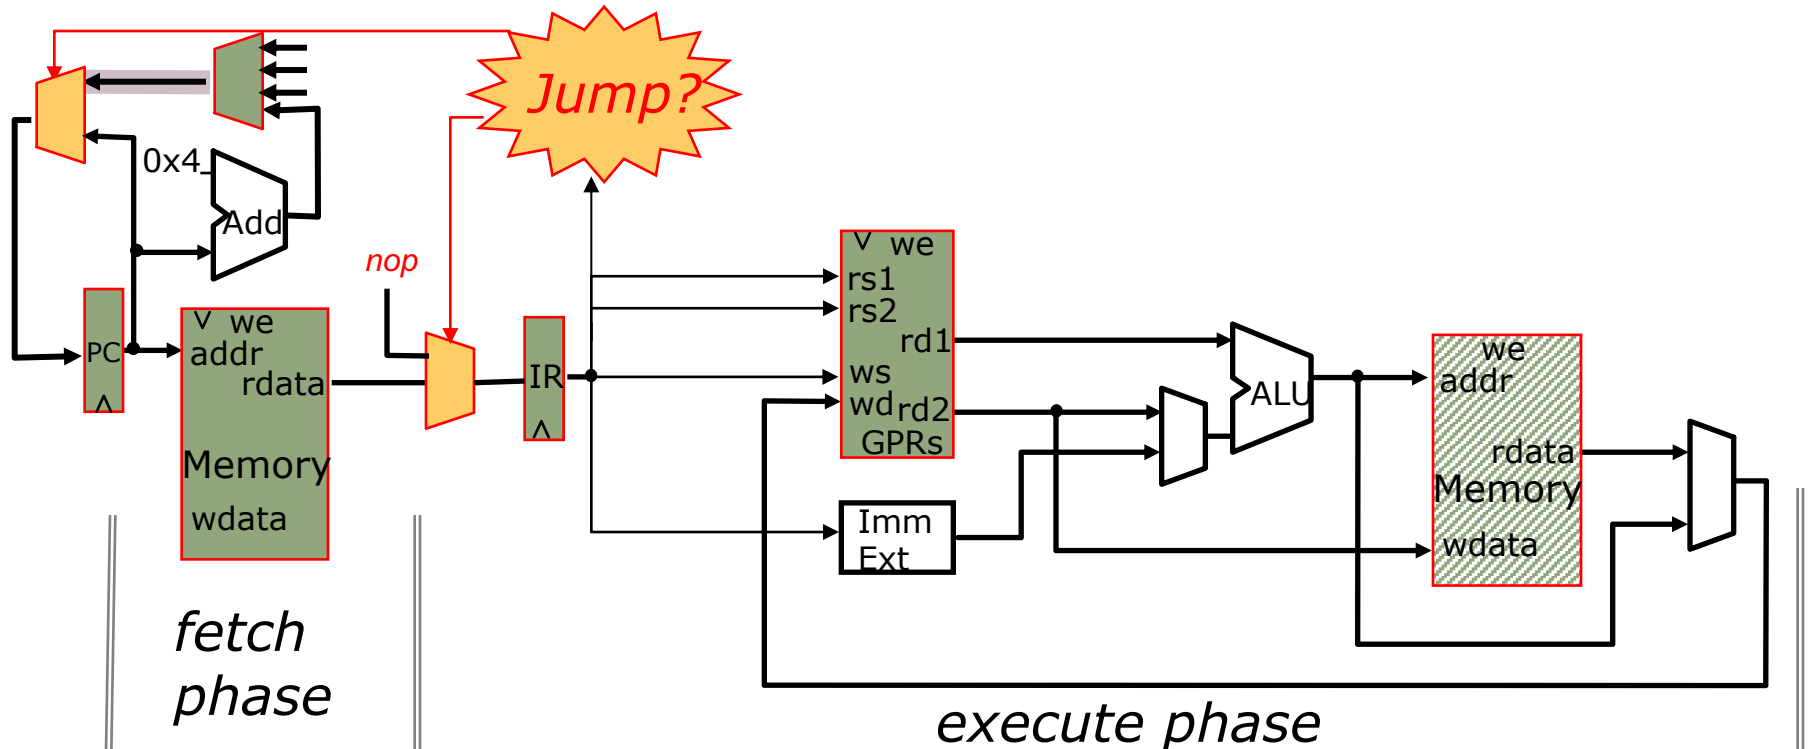 Jump?
0x4
Add
nop
PC
we
addr
rdata
Memory
wdata
IR
we
rs1
rs2
rd1
ws
wd
rd2
GPRs
Imm
Ext
ALU
we
addr
rdata
Memory
wdata
fetch
phase
execute phase